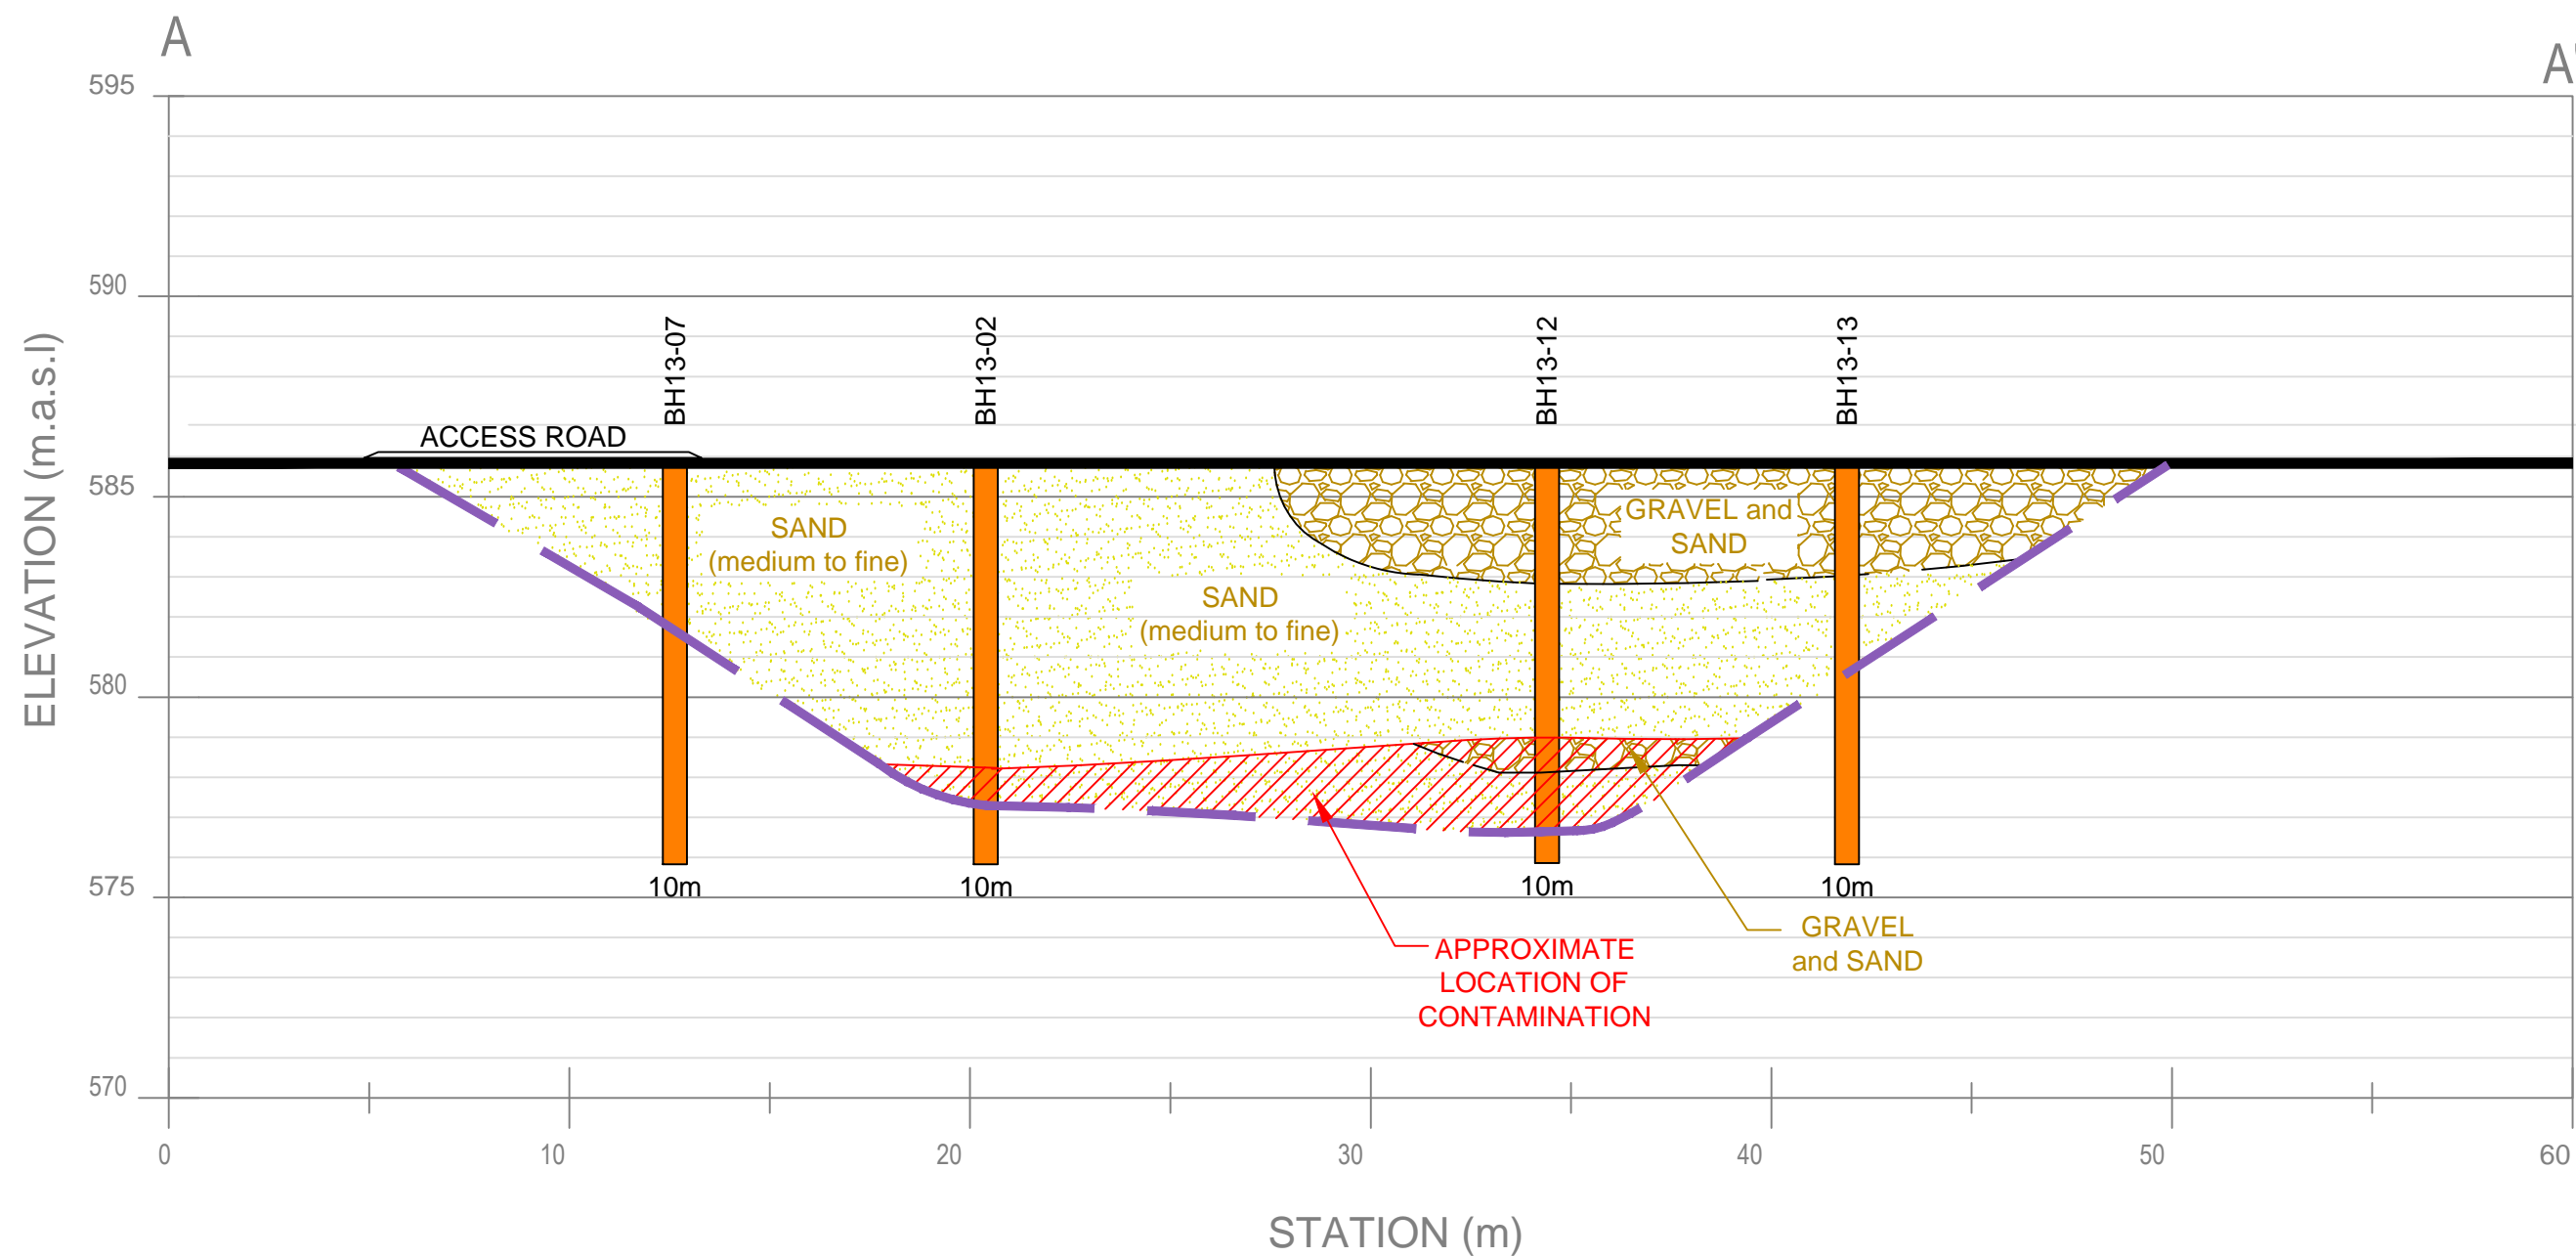 A
A'
595
590
585
580
575
570
ELEVATION (m.a.s.l)
BH13-07
BH13-02
BH13-12
BH13-13
ACCESS ROAD
SAND
(medium to fine)
SAND
(medium to fine)
GRAVEL and
SAND
10m
10m
10m
10m
APPROXIMATE
LOCATION OF
CONTAMINATION
GRAVEL
and SAND
0
10
20
30
40
50
60
STATION (m)